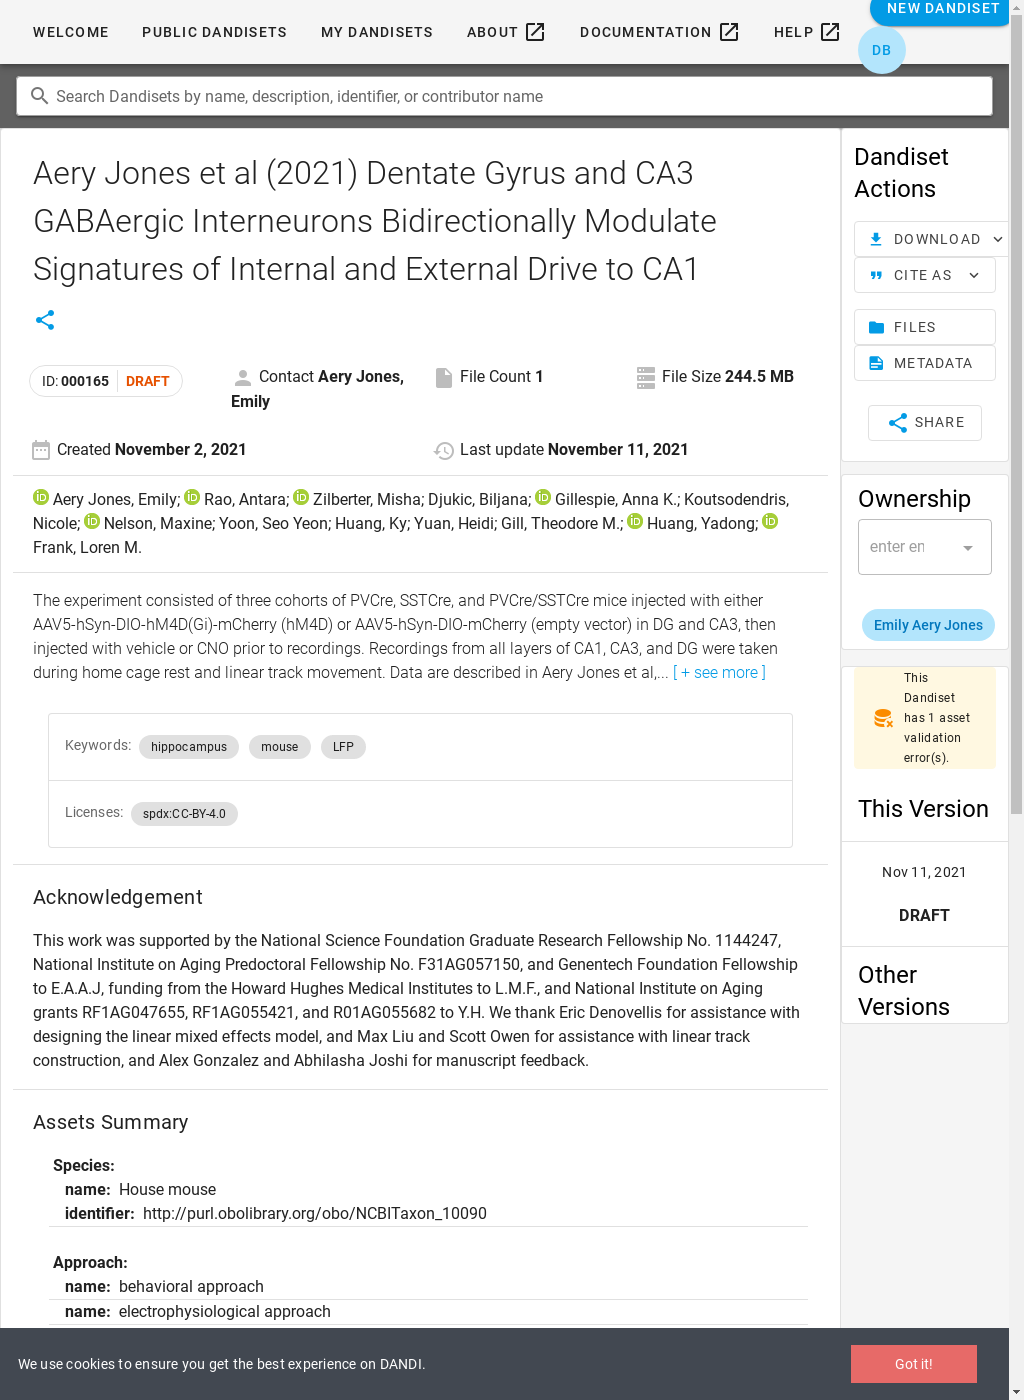 WELCOME PUBLIC DANDISETS MY DANDISETS ABOUT DOCUMENTATION HELP NEW DANDISET
DB
Search Dandisets by name, description, identifier, or contributor name
Aery Jones et al (2021) Dentate Gyrus and CA3
GABAergic Interneurons Bidirectionally Modulate
Signatures of Internal and External Drive to CA1
ID: 000165 DRAFT
Contact Aery Jones,
Emily
File Count 1
File Size 244.5 MB
Created November 2, 2021
Last update November 11, 2021
Aery Jones, Emily; Rao, Antara; Zilberter, Misha; Djukic, Biljana; Gillespie, Anna K.; Koutsodendris,
Nicole; Nelson, Maxine; Yoon, Seo Yeon; Huang, Ky; Yuan, Heidi; Gill, Theodore M.; Huang, Yadong;
Frank, Loren M.
The experiment consisted of three cohorts of PVCre, SSTCre, and PVCre/SSTCre mice injected with either
AAV5-hSyn-DIO-hM4D(Gi)-mCherry (hM4D) or AAV5-hSyn-DIO-mCherry (empty vector) in DG and CA3, then
injected with vehicle or CNO prior to recordings. Recordings from all layers of CA1, CA3, and DG were taken
during home cage rest and linear track movement. Data are described in Aery Jones et al,... [ + see more ]
Keywords: hippocampus mouse LFP
Licenses: spdx:CC-BY-4.0
Acknowledgement
This work was supported by the National Science Foundation Graduate Research Fellowship No. 1144247,
National Institute on Aging Predoctoral Fellowship No. F31AG057150, and Genentech Foundation Fellowship
to E.A.A.J, funding from the Howard Hughes Medical Institutes to L.M.F., and National Institute on Aging
grants RF1AG047655, RF1AG055421, and R01AG055682 to Y.H. We thank Eric Denovellis for assistance with
designing the linear mixed effects model, and Max Liu and Scott Owen for assistance with linear track
construction, and Alex Gonzalez and Abhilasha Joshi for manuscript feedback.
Assets Summary
Species:
name: House mouse
identifier: http://purl.obolibrary.org/obo/NCBITaxon_10090
Approach:
name: behavioral approach
name: electrophysiological approach
Dandiset
Actions
DOWNLOAD
CITE AS
FILES
METADATA
SHARE
Ownership
enter en
Emily Aery Jones
This
Dandiset
has 1 asset
validation
error(s).
This Version
Nov 11, 2021
DRAFT
Other
Versions
We use cookies to ensure you get the best experience on DANDI.
Got it!